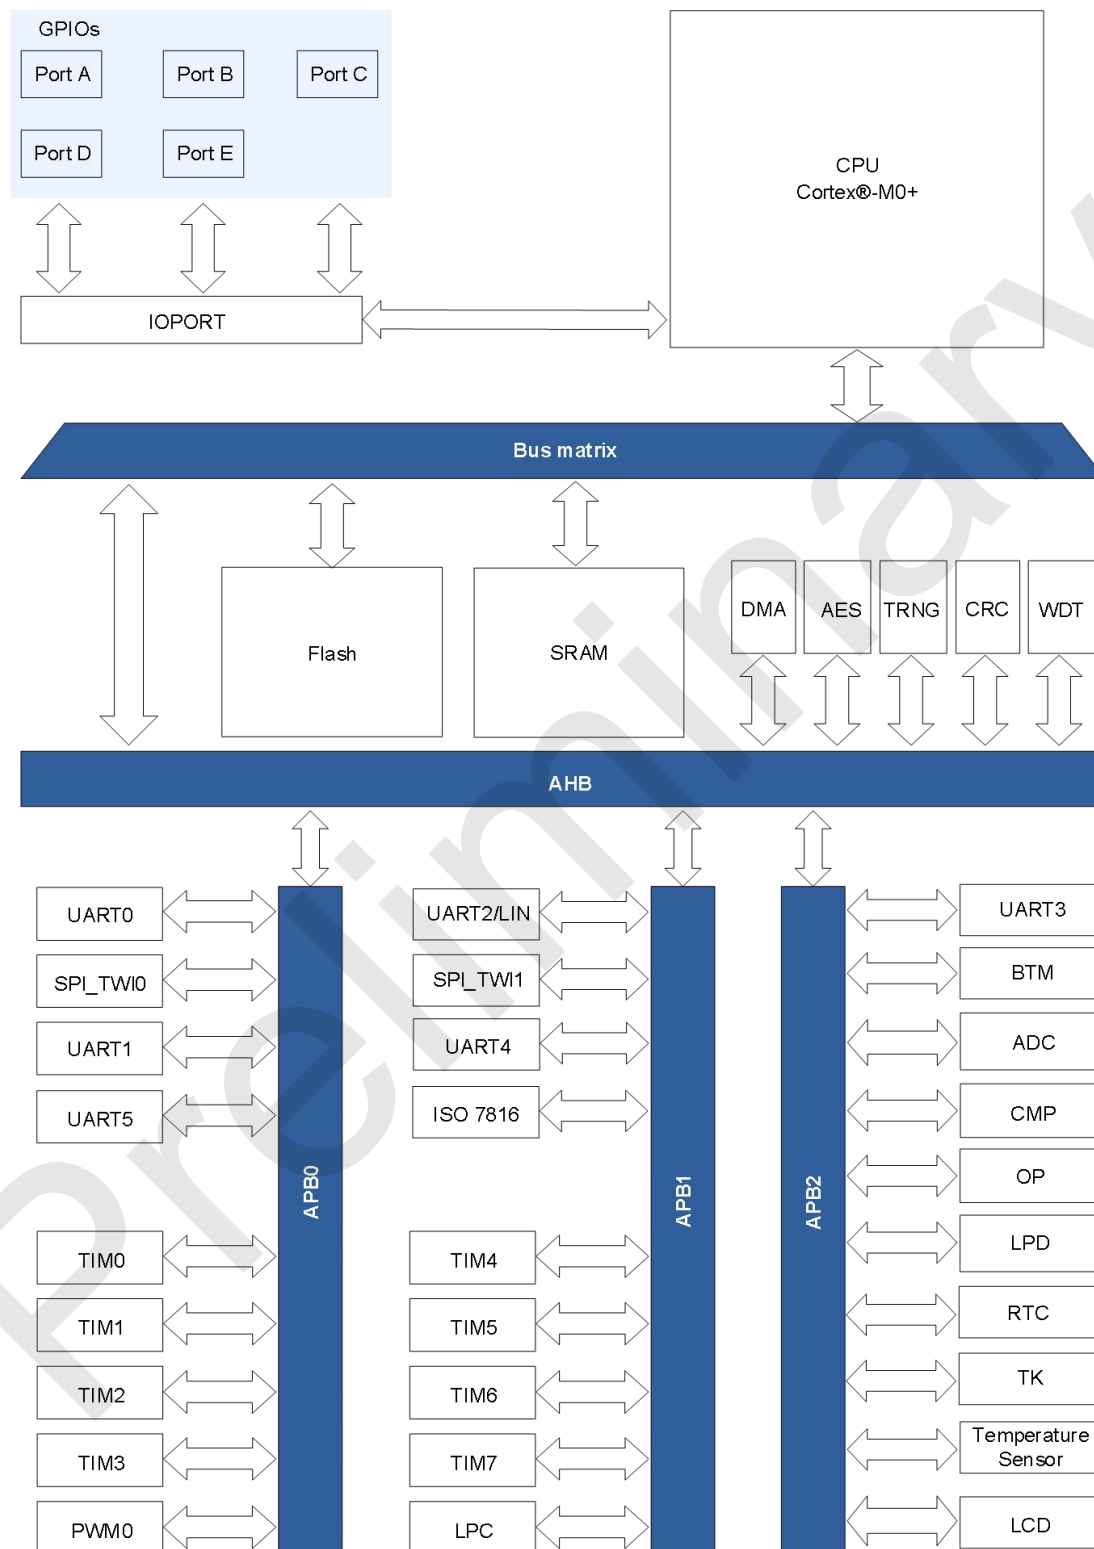 GPIOs
Port A
Port B
Port C
Port D
Port E
CPU
Cortex®-M0+
IOPORT
Bus matrix
Flash
SRAM
DMA
AES
TRNG
CRC
WDT
AHB
UART0
SPI_TWI0
UART1
UART5
TIM0
TIM1
TIM2
TIM3
PWM0
APB0
UART2/LIN
SPI_TWI1
UART4
ISO 7816
TIM4
TIM5
TIM6
TIM7
LPC
APB1
APB2
UART3
BTM
ADC
CMP
OP
LPD
RTC
TK
Temperature
Sensor
LCD
Preliminary